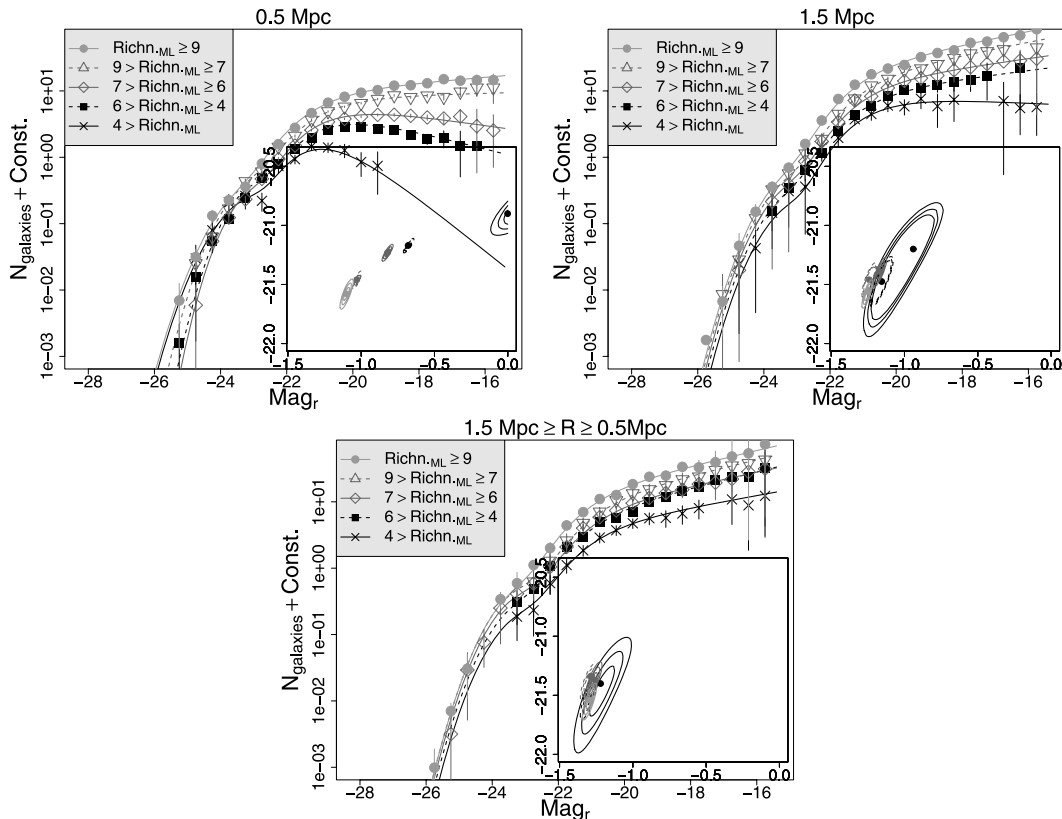 0.5 Mpc
Richn.ML ≥ 9
9 > Richn.ML ≥ 7
7 > Richn.ML ≥ 6
6 > Richn.ML ≥ 4
4 > Richn.ML
Ngalaxies + Const.
1e+01
1e+00
1e−01
1e−02
1e−03
−20.5
−21.0
−21.5
−22.0
−1.5 −1.0 −0.5 0.0
−28 −26 −24 −22 −20 −18 −16
Magr
1.5 Mpc
Richn.ML ≥ 9
9 > Richn.ML ≥ 7
7 > Richn.ML ≥ 6
6 > Richn.ML ≥ 4
4 > Richn.ML
Ngalaxies + Const.
1e+01
1e+00
1e−01
1e−02
1e−03
−20.5
−21.0
−21.5
−22.0
−1.5 −1.0 −0.5 0.0
−28 −26 −24 −22 −20 −18 −16
Magr
1.5 Mpc ≥ R ≥ 0.5Mpc
Richn.ML ≥ 9
9 > Richn.ML ≥ 7
7 > Richn.ML ≥ 6
6 > Richn.ML ≥ 4
4 > Richn.ML
Ngalaxies + Const.
1e+01
1e+00
1e−01
1e−02
1e−03
−20.5
−21.0
−21.5
−22.0
−1.5 −1.0 −0.5 0.0
−28 −26 −24 −22 −20 −18 −16
Magr